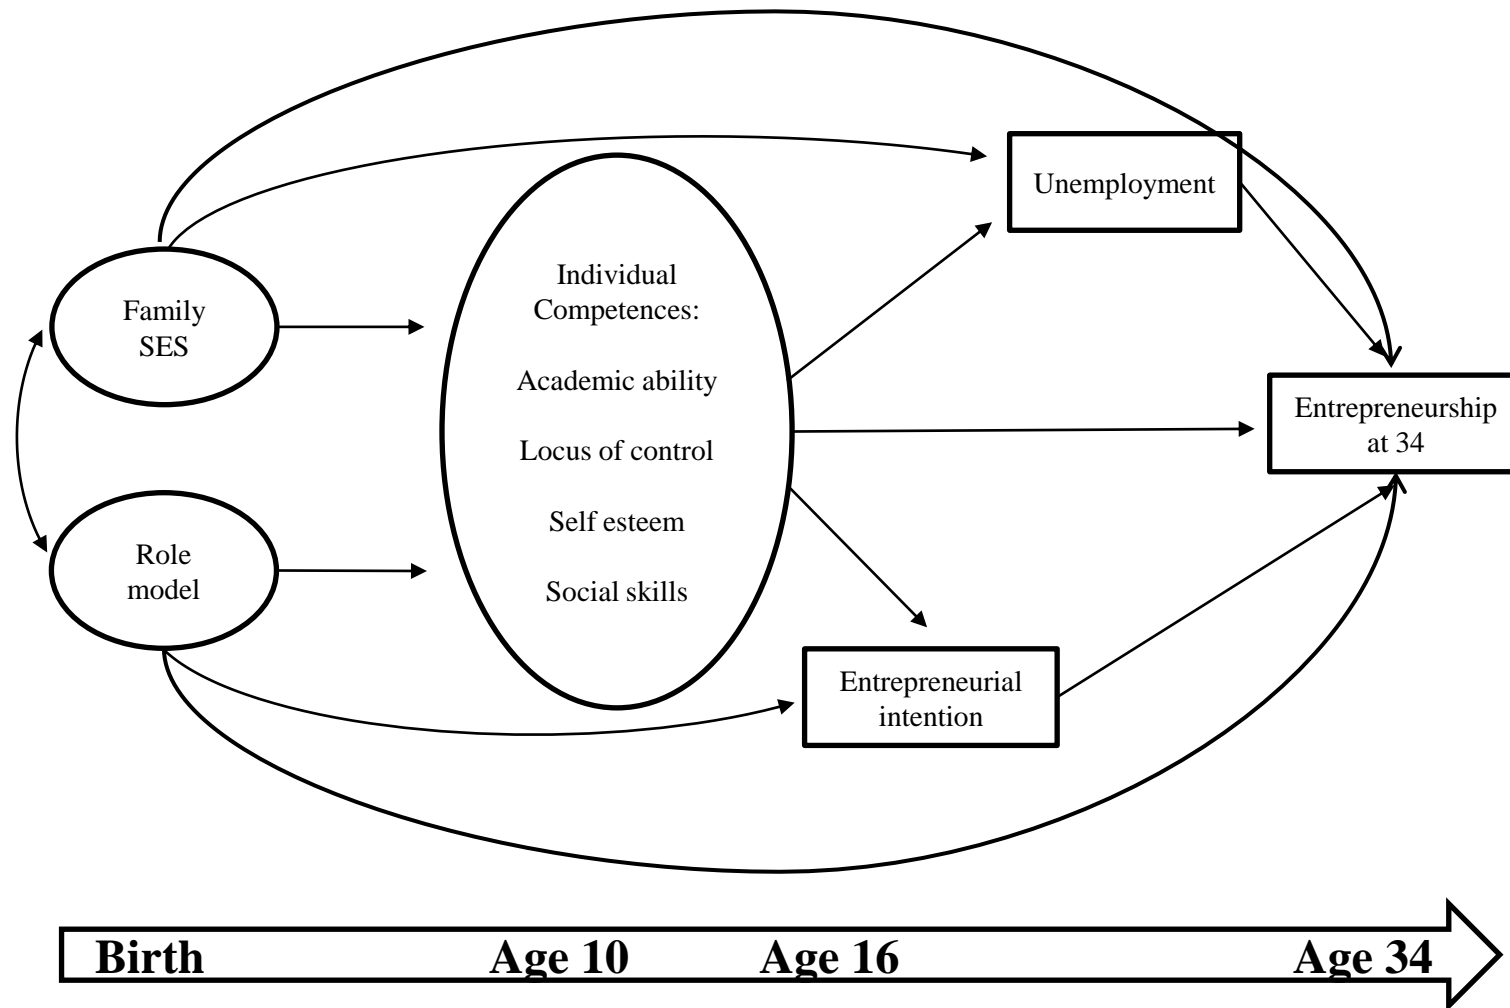 Unemployment
Family
SES
Individual
Competences:
Academic ability
Locus of control
Self esteem
Social skills
Entrepreneurship
at 34
Role
model
Entrepreneurial
intention
Birth Age 10 Age 16 Age 34